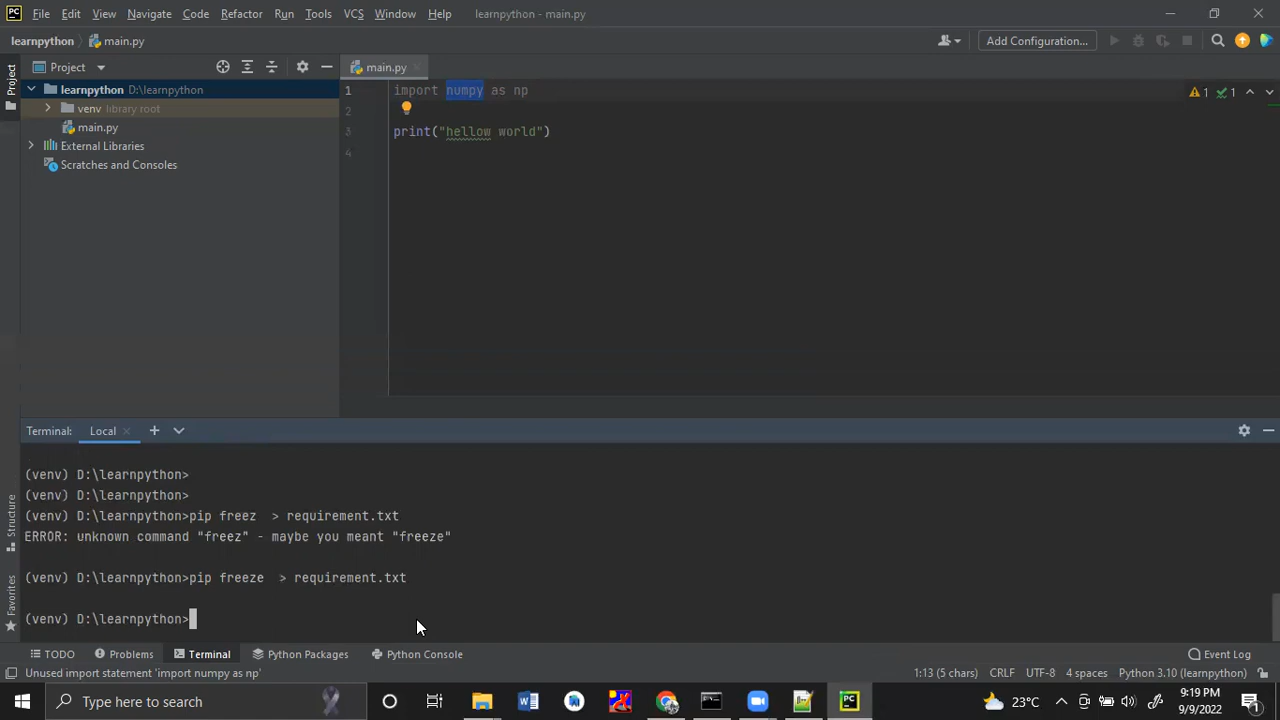 PC File Edit View Navigate Code Refactor Run Tools VCS Window Help learnpython - main.py
learnpython main.py Add Configuration...
Project
Project main.py
learnpython D:\learnpython
venv library root
main.py
External Libraries
Scratches and Consoles
1 import numpy as np
2
3 print("hellow world")
4
1 1
Terminal: Local
(venv) D:\learnpython>
(venv) D:\learnpython>
(venv) D:\learnpython>pip freez  > requirement.txt
ERROR: unknown command "freez" - maybe you meant "freeze"
(venv) D:\learnpython>pip freeze  > requirement.txt
(venv) D:\learnpython>
Structure
Favorites
TODO Problems Terminal Python Packages Python Console Event Log
Unused import statement 'import numpy as np' 1:13 (5 chars) CRLF UTF-8 4 spaces Python 3.10 (learnpython)
Type here to search W PC 23°C 9:19 PM
9/9/2022 1